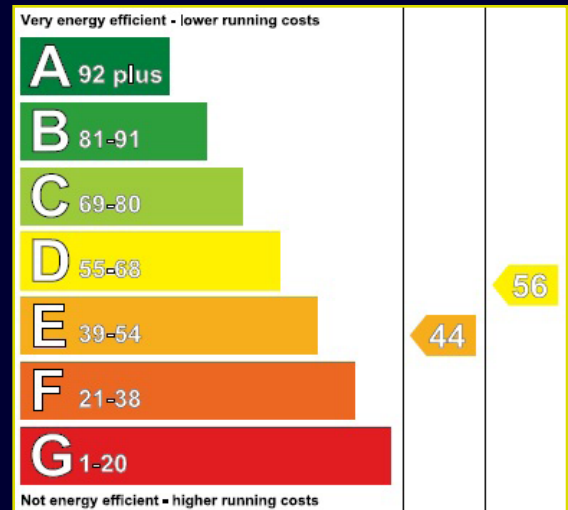 Very energy efficient - lower running costs
A 92 plus
B 81-91
C 69-80
D 55-68
56
E 39-54
44
F 21-38
G 1-20
Not energy efficient - higher running costs